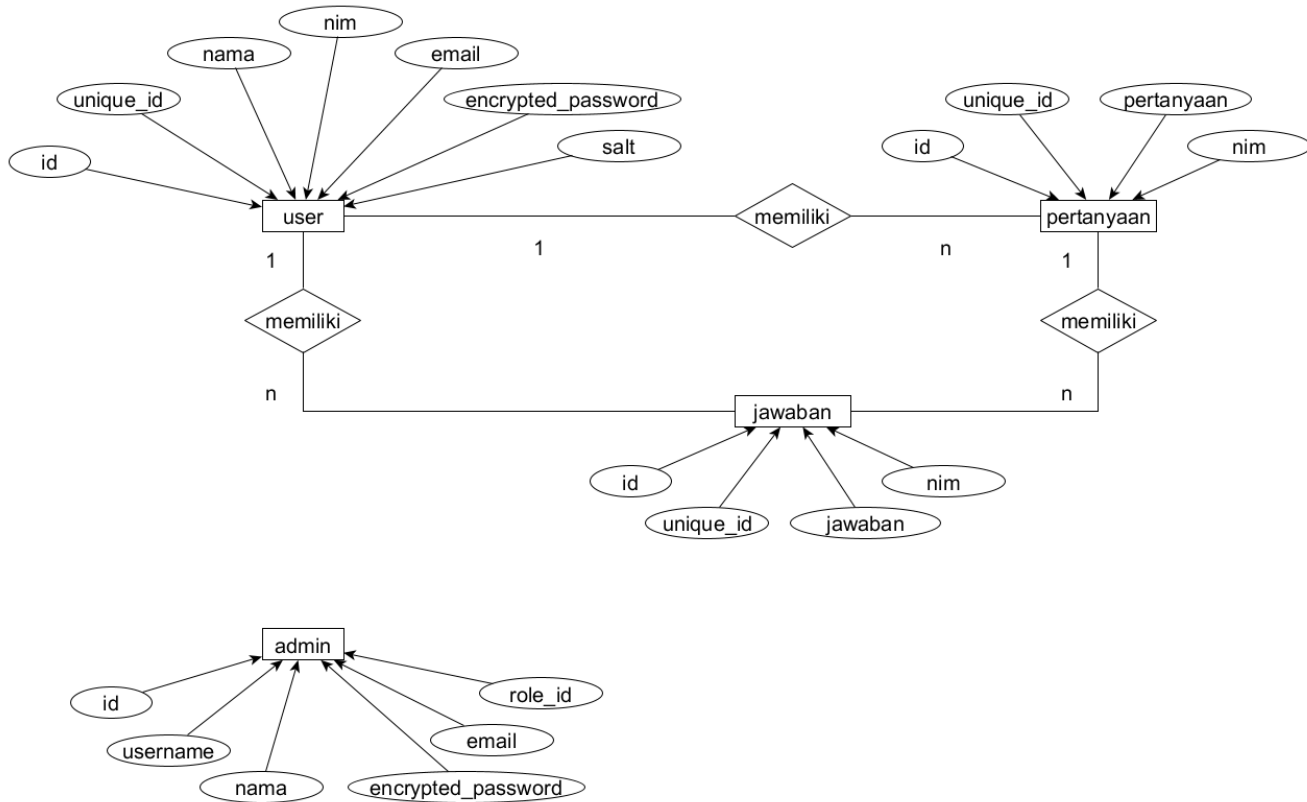 nim
nama
email
unique_id
encrypted_password
unique_id
pertanyaan
id
salt
id
nim
user
memiliki
pertanyaan
1
n
1
1
memiliki
memiliki
n
n
jawaban
id
nim
unique_id
jawaban
admin
id
role_id
username
email
nama
encrypted_password